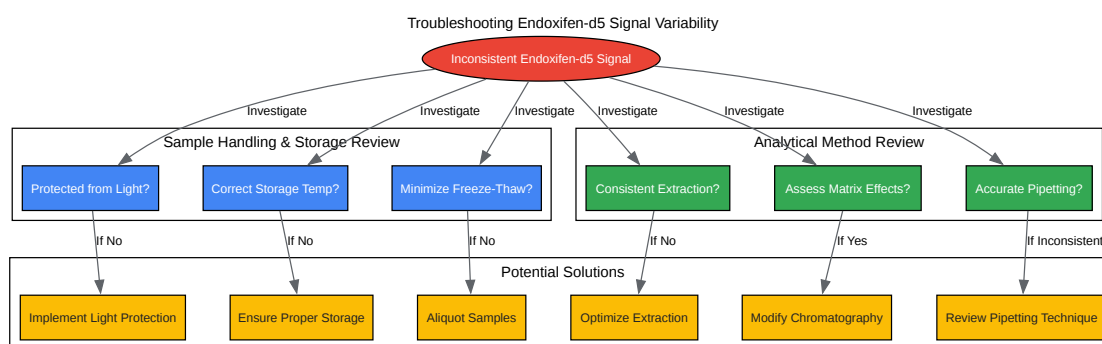 Troubleshooting Endoxifen-d5 Signal Variability
Inconsistent Endoxifen-d5 Signal
Investigate
Investigate
Investigate
Investigate
Investigate
Investigate
Sample Handling & Storage Review
Analytical Method Review
Protected from Light?
Correct Storage Temp?
Minimize Freeze-Thaw?
Consistent Extraction?
Assess Matrix Effects?
Accurate Pipetting?
If No
If No
If No
If No
If Yes
If Inconsistent
Potential Solutions
Implement Light Protection
Ensure Proper Storage
Aliquot Samples
Optimize Extraction
Modify Chromatography
Review Pipetting Technique